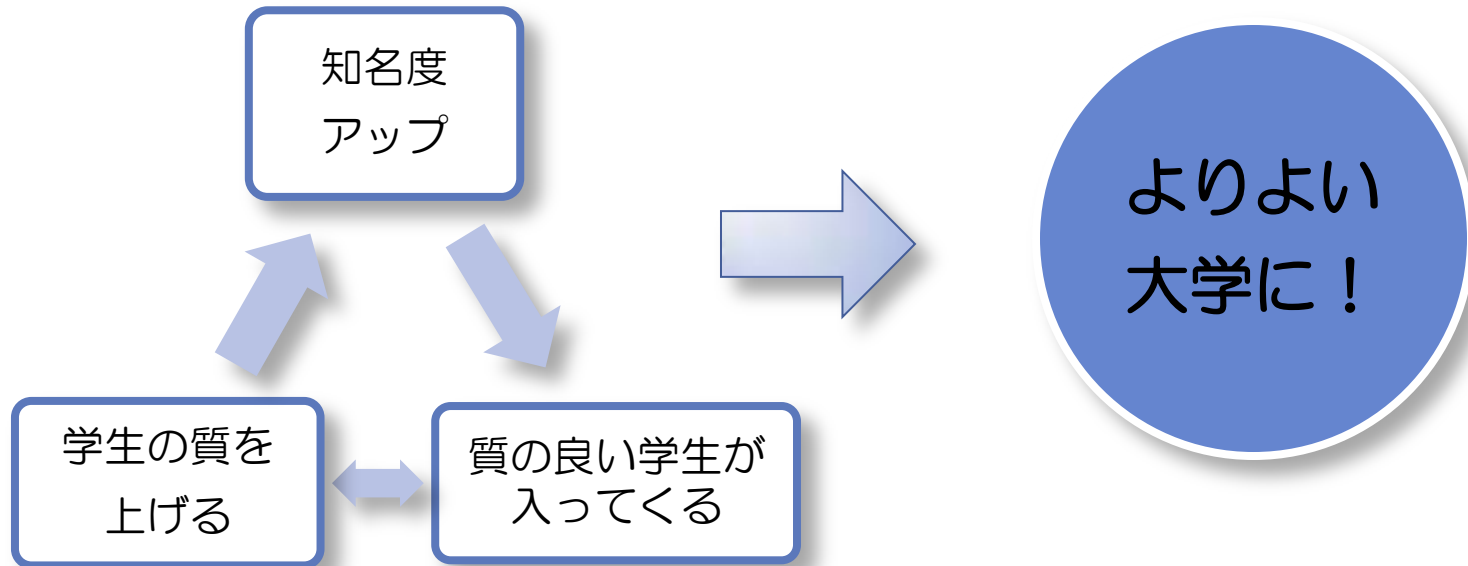 知名度
アップ
学生の質を
上げる
質の良い学生が
入ってくる
よりよい
大学に！